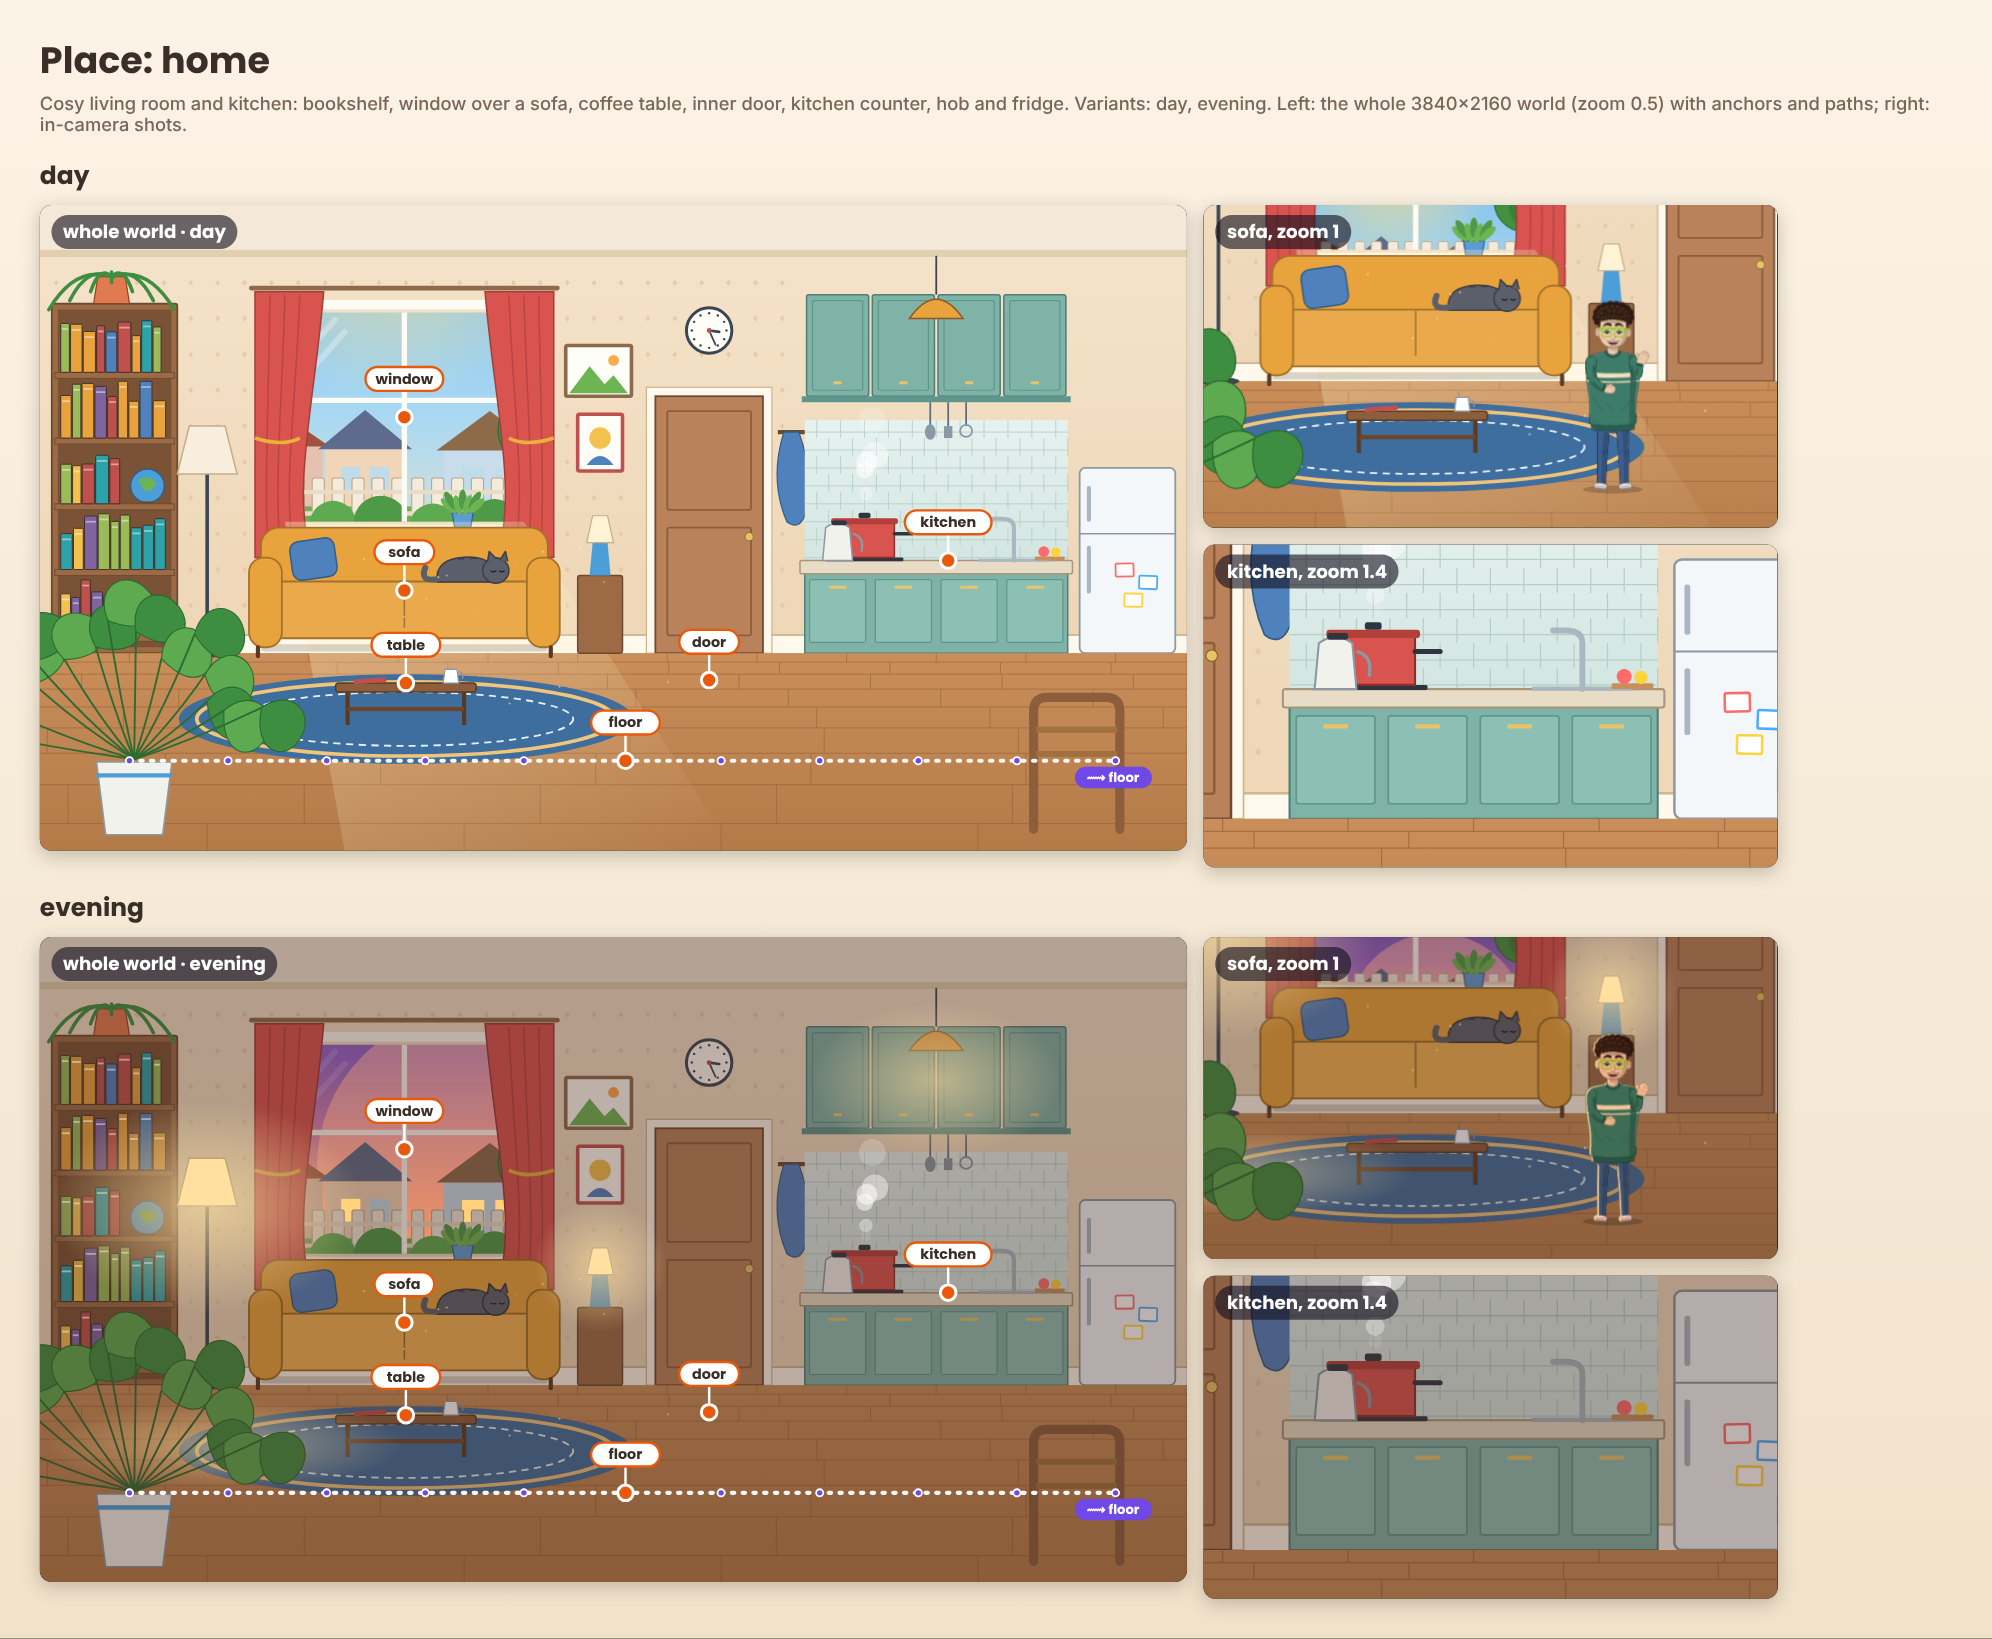 Place: home
Cosy living room and kitchen: bookshelf, window over a sofa, coffee table, inner door, kitchen counter, hob and fridge. Variants: day, evening. Left: the whole 3840×2160 world (zoom 0.5) with anchors and paths; right:
in-camera shots.
day
whole world · day
window
sofa
kitchen
table
door
floor
⟿ floor
sofa, zoom 1
kitchen, zoom 1.4
evening
whole world · evening
window
sofa
kitchen
table
door
floor
⟿ floor
sofa, zoom 1
kitchen, zoom 1.4